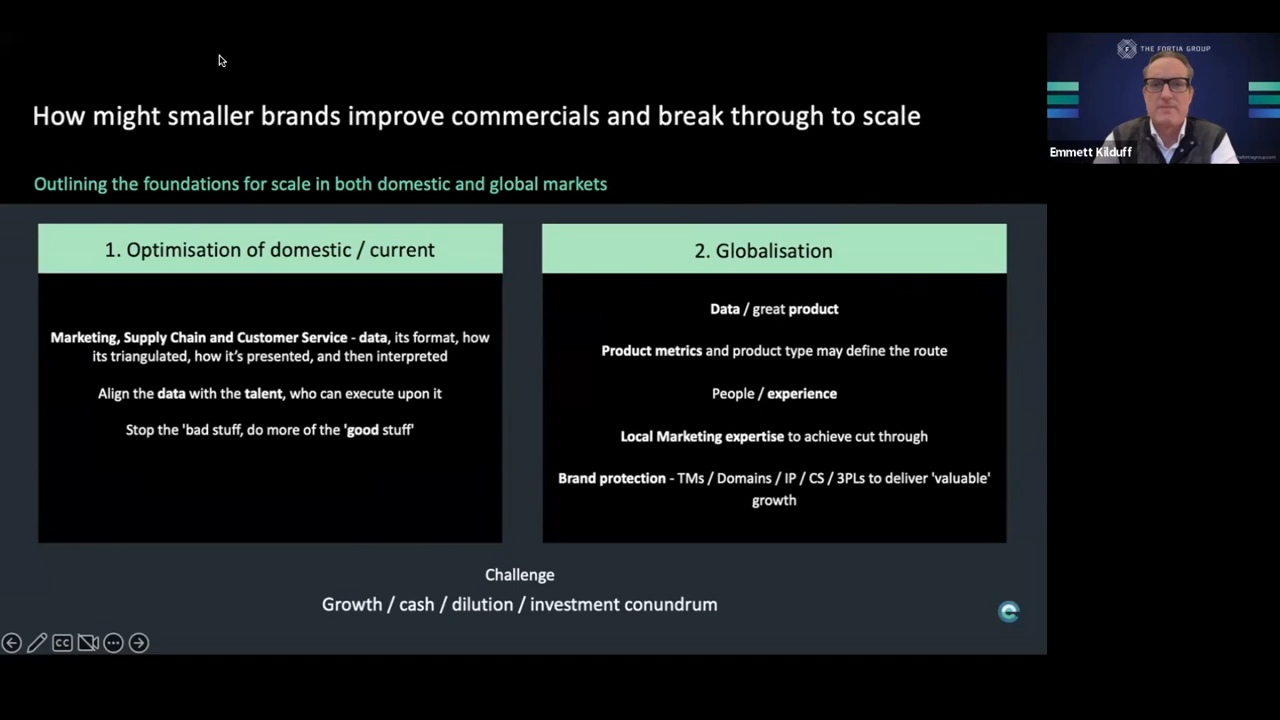 THE FORTIA GROUP
How might smaller brands improve commercials and break through to scale
Emmett Kilduff
Outlining the foundations for scale in both domestic and global markets
1. Optimisation of domestic / current
Marketing, Supply Chain and Customer Service - data, its format, how
its triangulated, how it's presented, and then interpreted
Align the data with the talent, who can execute upon it
Stop the 'bad stuff, do more of the 'good stuff'
2. Globalisation
Data / great product
Product metrics and product type may define the route
People / experience
Local Marketing expertise to achieve cut through
Brand protection - TMs / Domains / IP / CS / 3PLs to deliver 'valuable'
growth
Challenge
Growth / cash / dilution / investment conundrum
CC